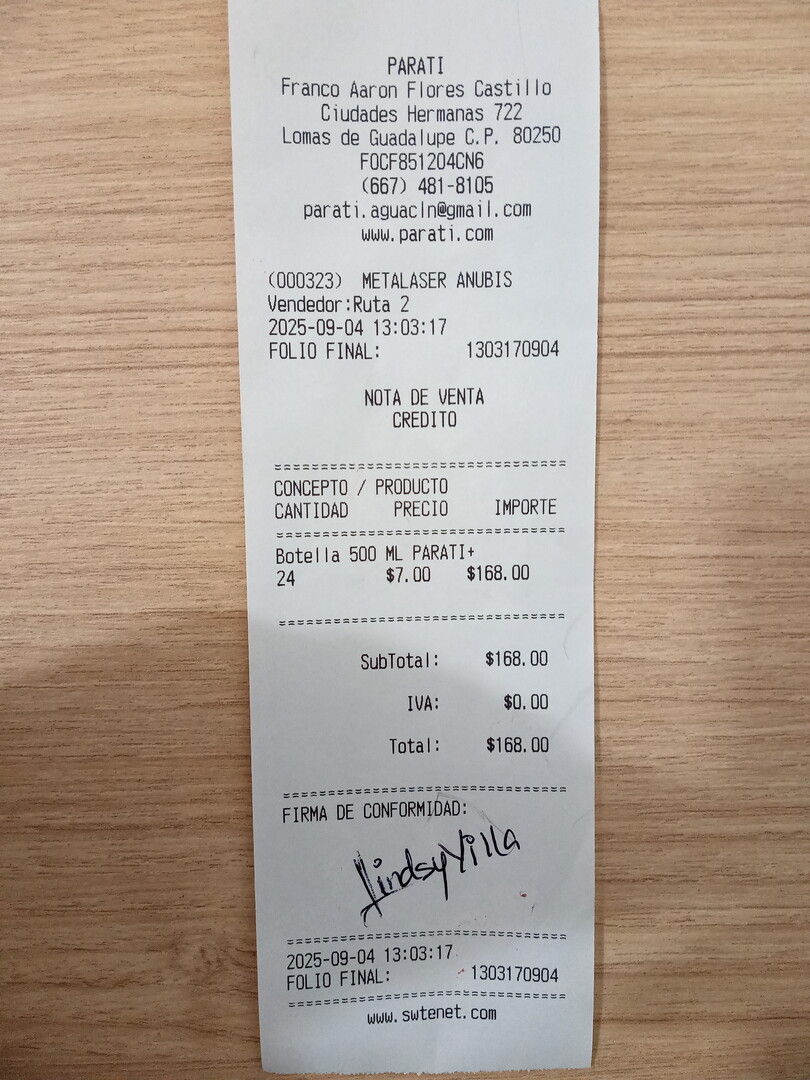 PARATI
Franco Aaron Flores Castillo
Ciudades Hermanas 722
Lomas de Guadalupe C.P. 80250
FOCF851204CN6
(667) 481-8105
parati.aguacln@gmail.com
www.parati.com
(000323) METALASER ANUBIS
Vendedor:Ruta 2
2025-09-04 13:03:17
FOLIO FINAL: 1303170904
NOTA DE VENTA
CREDITO
==============================
CONCEPTO / PRODUCTO
CANTIDAD PRECIO IMPORTE
==============================
Botella 500 ML PARATI+
24 $7.00 $168.00
==============================
SubTotal: $168.00
IVA: $0.00
Total: $168.00
==============================
FIRMA DE CONFORMIDAD:
LindsyVilla
==============================
2025-09-04 13:03:17
FOLIO FINAL: 1303170904
==============================
www.swtenet.com